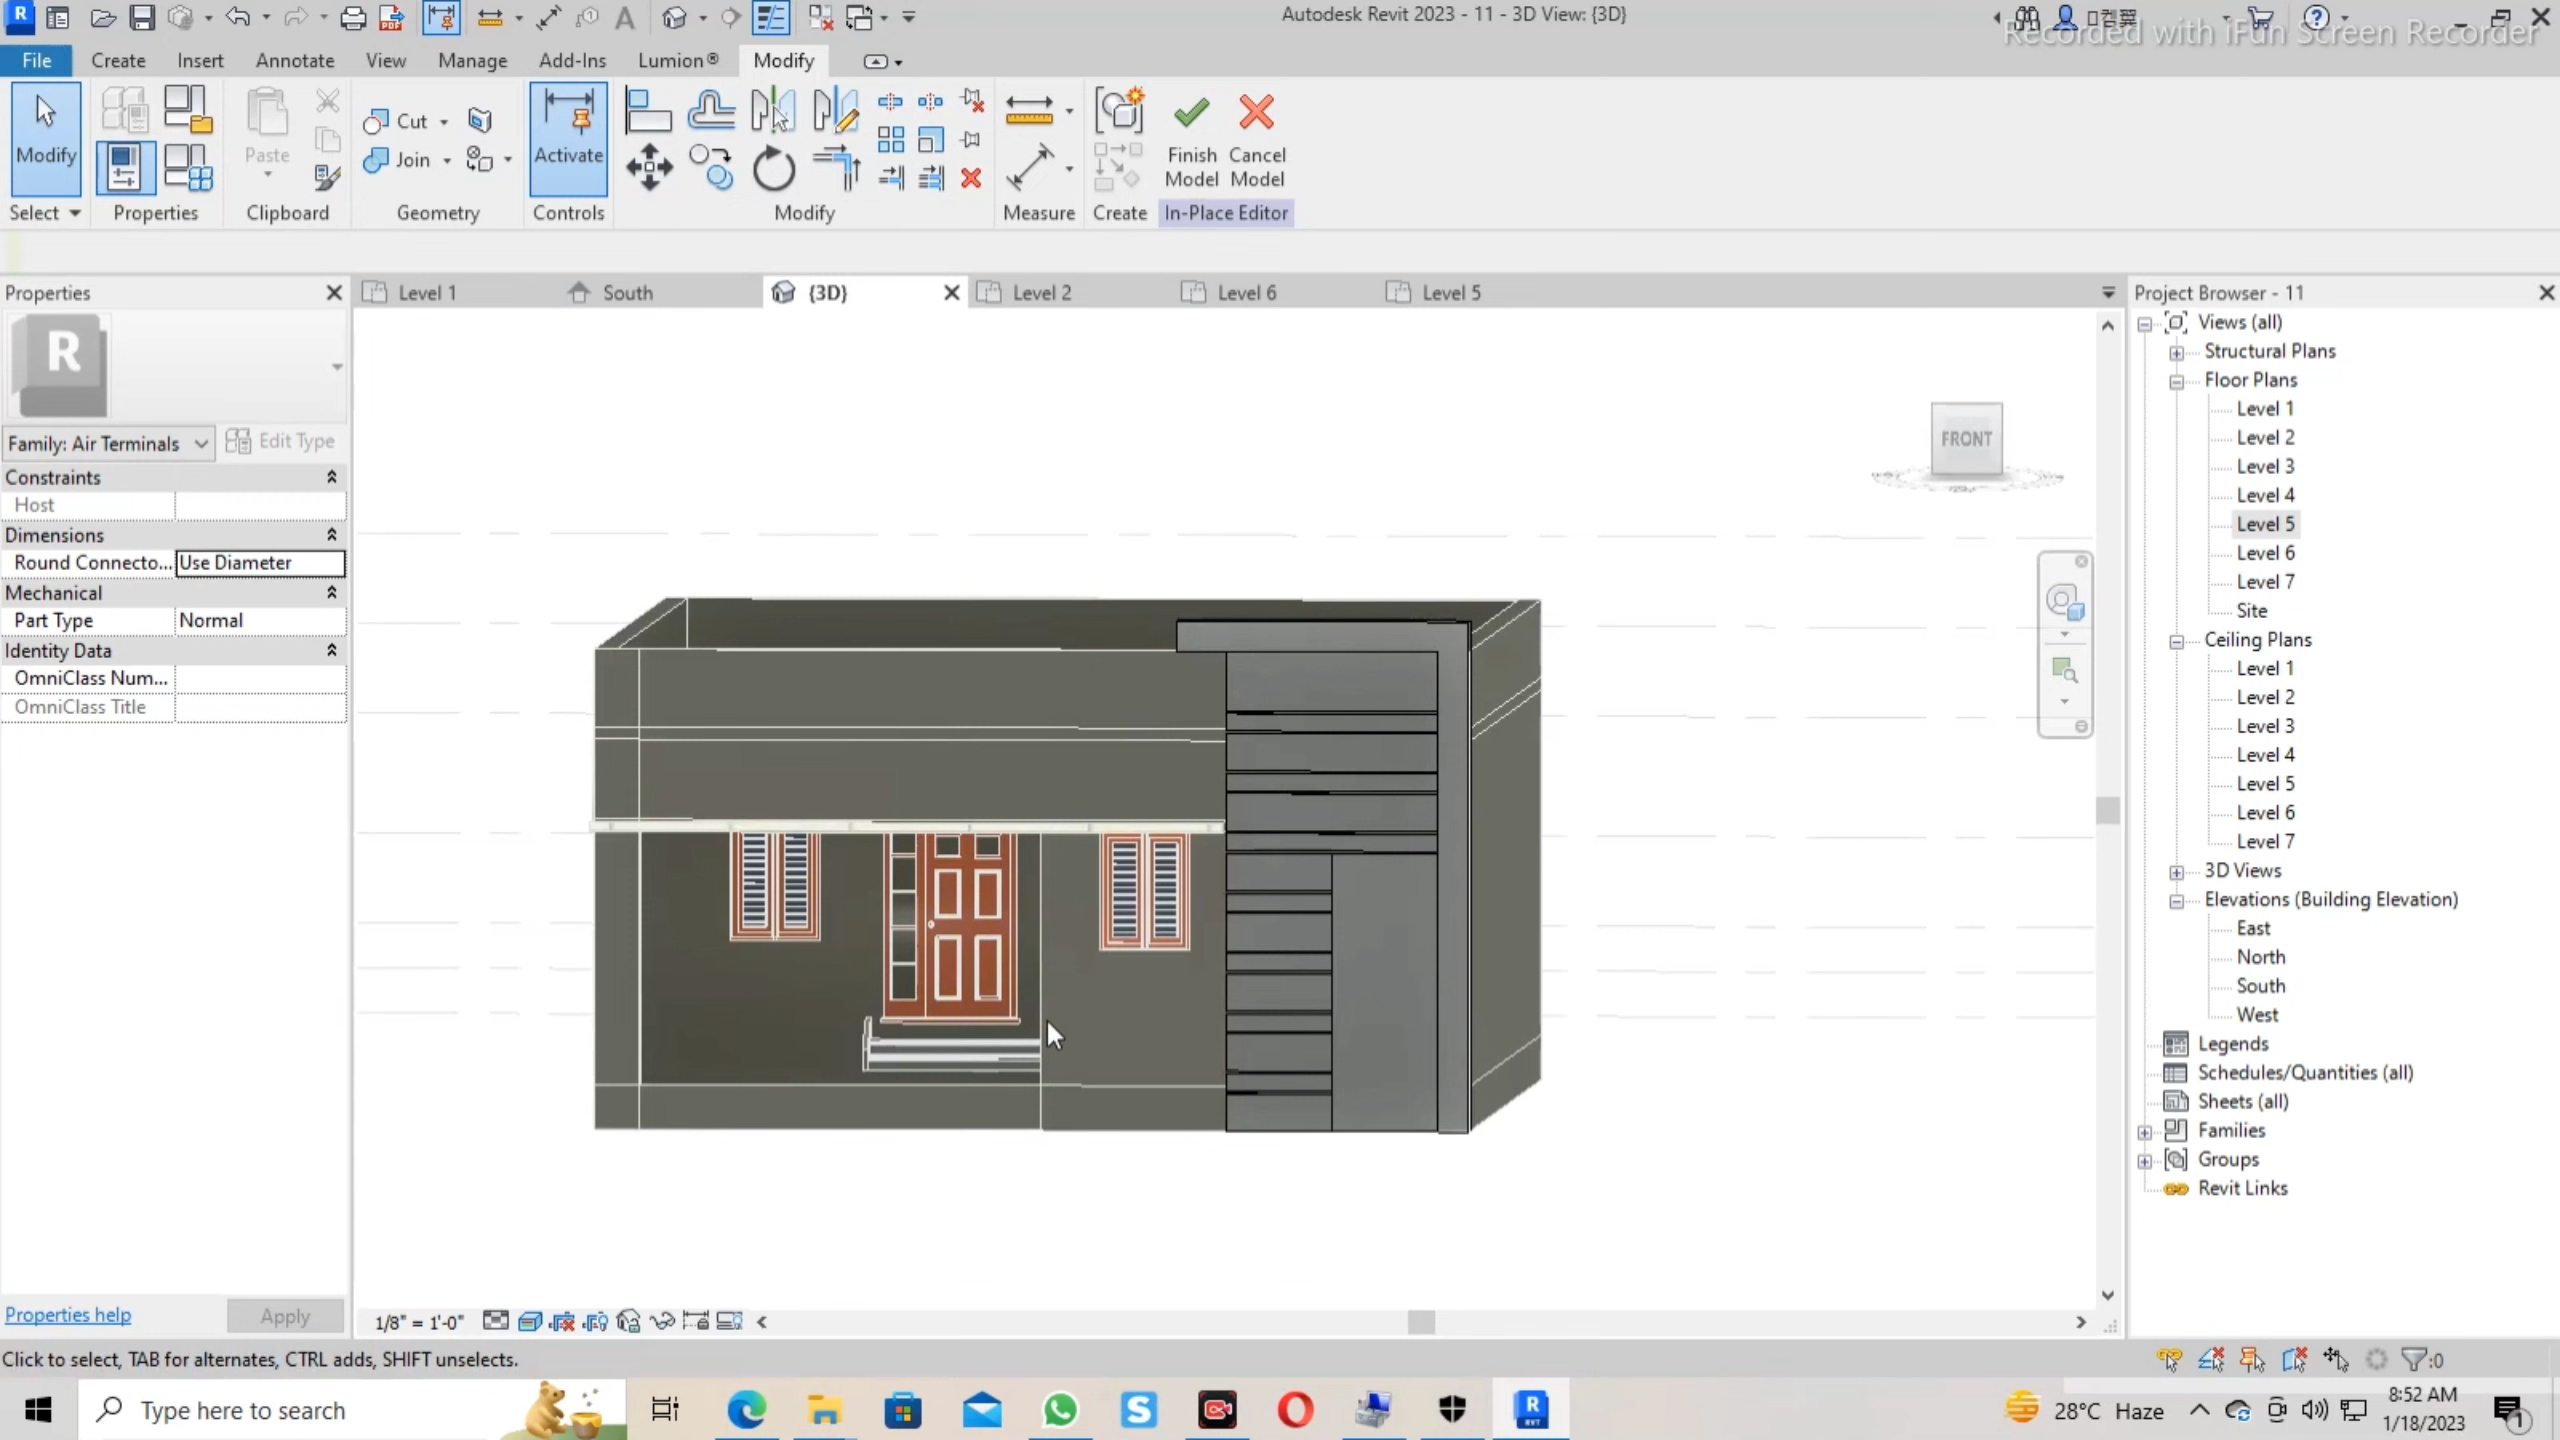 Autodesk Revit 2023 - 11 - 3D View: {3D}
Recorded with iFun Screen Recorder
File Create Insert Annotate View Manage Add-Ins Lumion® Modify
Modify
Paste
Cut
Join
Activate
Finish Model
Cancel Model
Select Properties Clipboard Geometry Controls Modify Measure Create In-Place Editor
Properties
Level 1 South {3D} Level 2 Level 6 Level 5
Project Browser - 11
R
Family: Air Terminals Edit Type
Constraints
Host
Dimensions
Round Connecto... Use Diameter
Mechanical
Part Type Normal
Identity Data
OmniClass Num...
OmniClass Title
FRONT
Views (all)
Structural Plans
Floor Plans
Level 1
Level 2
Level 3
Level 4
Level 5
Level 6
Level 7
Site
Ceiling Plans
Level 1
Level 2
Level 3
Level 4
Level 5
Level 6
Level 7
3D Views
Elevations (Building Elevation)
East
North
South
West
Legends
Schedules/Quantities (all)
Sheets (all)
Families
Groups
Revit Links
Properties help Apply
1/8" = 1'-0"
Click to select, TAB for alternates, CTRL adds, SHIFT unselects.
:0
Type here to search
28°C Haze
8:52 AM
1/18/2023
1